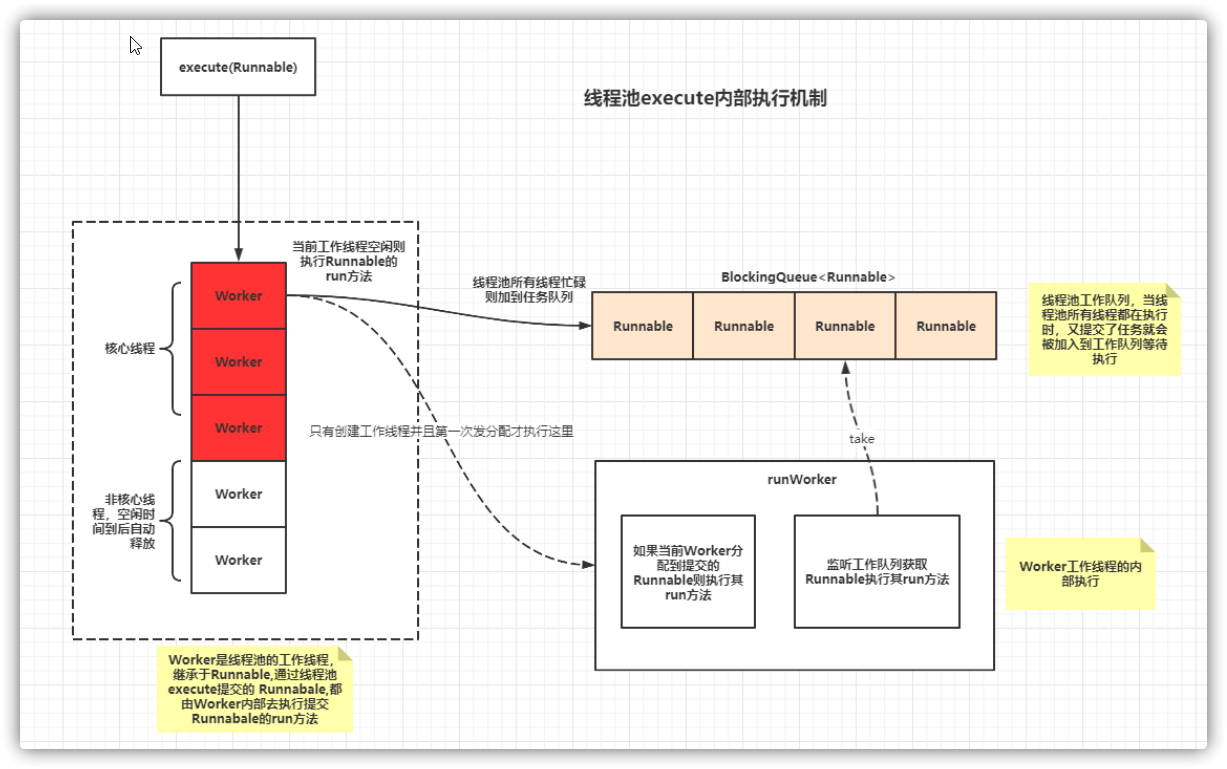 execute(Runnable)
线程池execute内部执行机制
当前工作线程空闲则
执行Runnable的
run方法
Worker
Worker
Worker
Worker
Worker
核心线程
非核心线
程，空闲时
间到后自动
释放
线程池所有线程忙碌
则加到任务队列
BlockingQueue<Runnable>
Runnable
Runnable
Runnable
Runnable
线程池工作队列，当线
程池所有线程都在执行
时，又提交了任务就会
被加入到工作队列等待
执行
只有创建工作线程并且第一次发分配才执行这里
take
runWorker
如果当前Worker分
配到提交的
Runnable则执行其
run方法
监听工作队列获取
Runnable执行其run方法
Worker工作线程的内
部执行
Worker是线程池的工作线程，
继承于Runnable,通过线程池
execute提交的 Runnabale,都
由Worker内部去执行提交
Runnabale的run方法